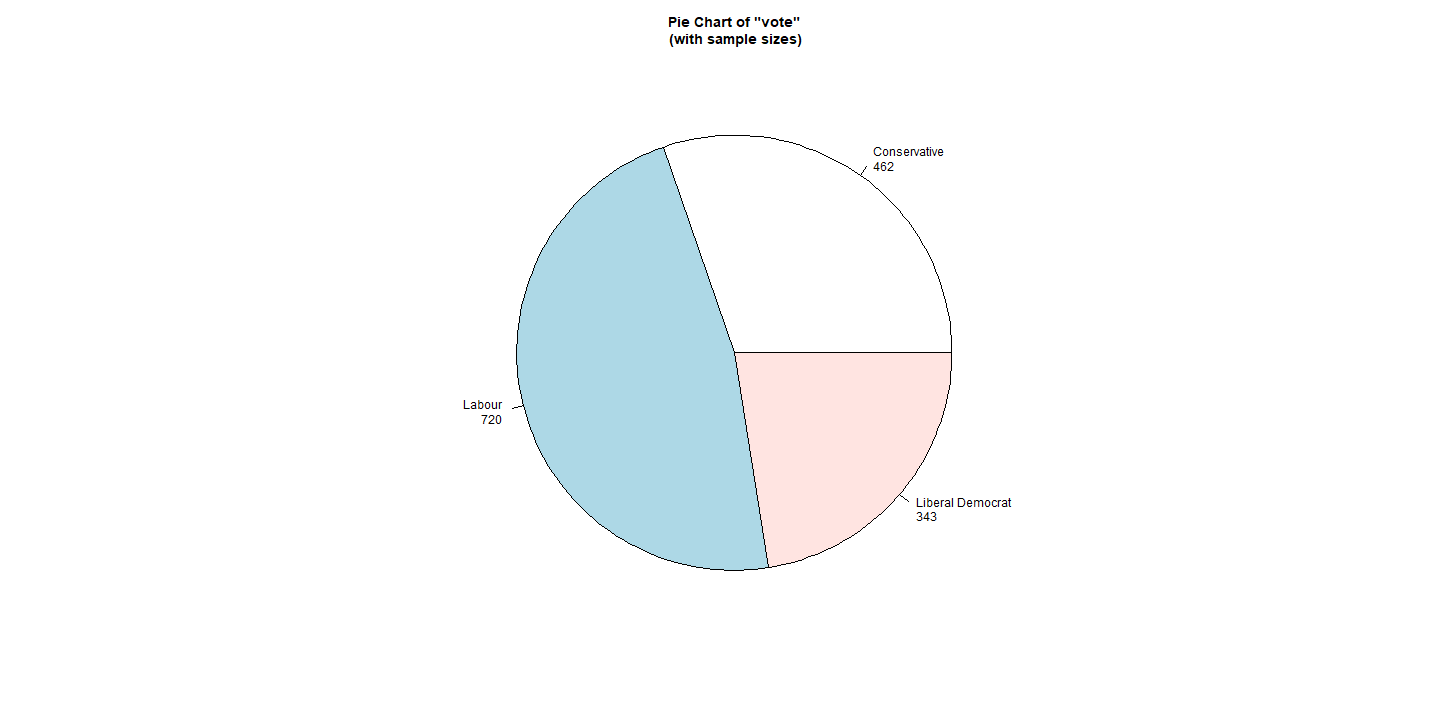 Pie Chart of "vote"
(with sample sizes)
Conservative
462
Labour
720
Liberal Democrat
343